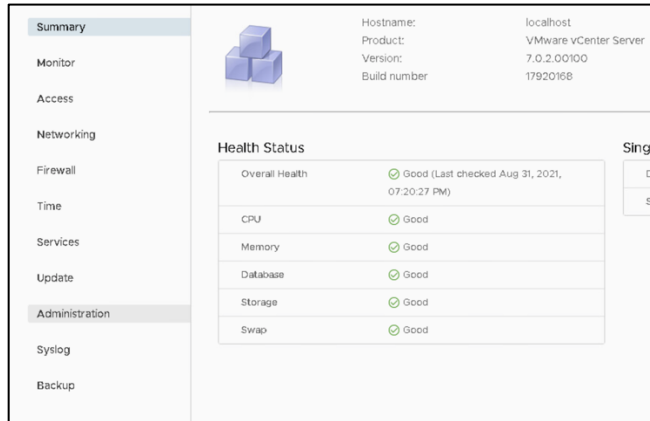 Summary
Monitor
Access
Networking
Firewall
Time
Services
Update
Administration
Syslog
Backup
Hostname: localhost
Product: VMware vCenter Server
Version: 7.0.2.00100
Build number 17920168
Health Status
Overall Health Good (Last checked Aug 31, 2021,
07:20:27 PM)
CPU Good
Memory Good
Database Good
Storage Good
Swap Good
Sing
D
S